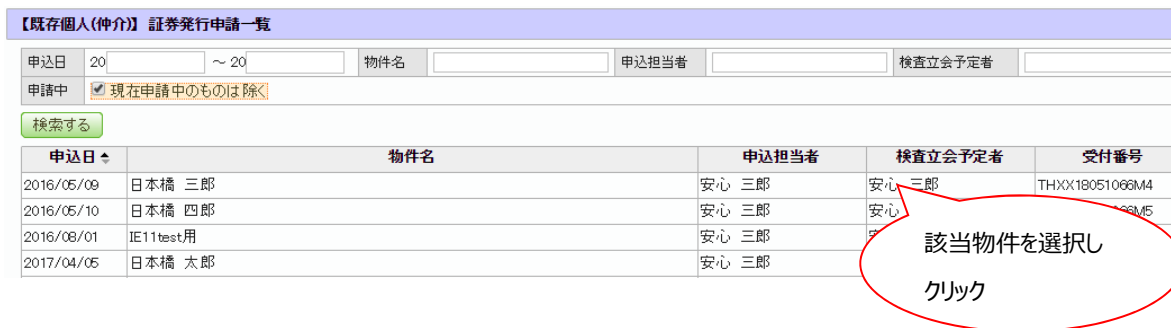 【既存個人(仲介)】 証券発行申請一覧
申込日 20 ～ 20 物件名 申込担当者 検査立会予定者
申請中 現在申請中のものは除く
検索する
申込日 物件名 申込担当者 検査立会予定者 受付番号
2016/05/09 日本橋 三郎 安心 三郎 安心 三郎 THXX18051066M4
2016/05/10 日本橋 四郎 安心 三郎 安心 66M5
2016/08/01 IE11test用 安心 三郎
2017/04/05 日本橋 太郎 安心 三郎
該当物件を選択し
クリック